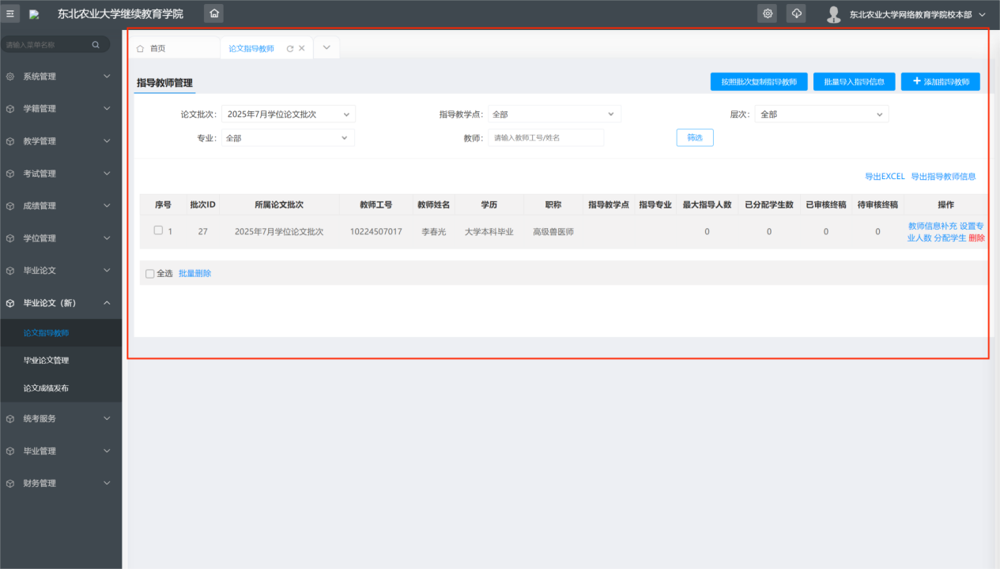 东北农业大学继续教育学院
东北农业大学网络教育学院校本部
请输入菜单名称
系统管理
学籍管理
教学管理
考试管理
成绩管理
学位管理
毕业论文
毕业论文（新）
论文指导教师
毕业论文管理
论文成绩发布
统考服务
毕业管理
财务管理
首页 论文指导教师
指导教师管理 按照批次复制指导教师 批量导入指导信息 + 添加指导教师
论文批次: 2025年7月学位论文批次 指导教学点: 全部 层次: 全部
专业: 全部 教师: 请输入教师工号/姓名 筛选
导出EXCEL 导出指导教师信息
序号 批次ID 所属论文批次 教师工号 教师姓名 学历 职称 指导教学点 指导专业 最大指导人数 已分配学生数 已审核终稿 待审核终稿 操作
1 27 2025年7月学位论文批次 10224507017 李春光 大学本科毕业 高级兽医师 0 0 0 0 教师信息补充 设置专
业人数 分配学生 删除
全选 批量删除